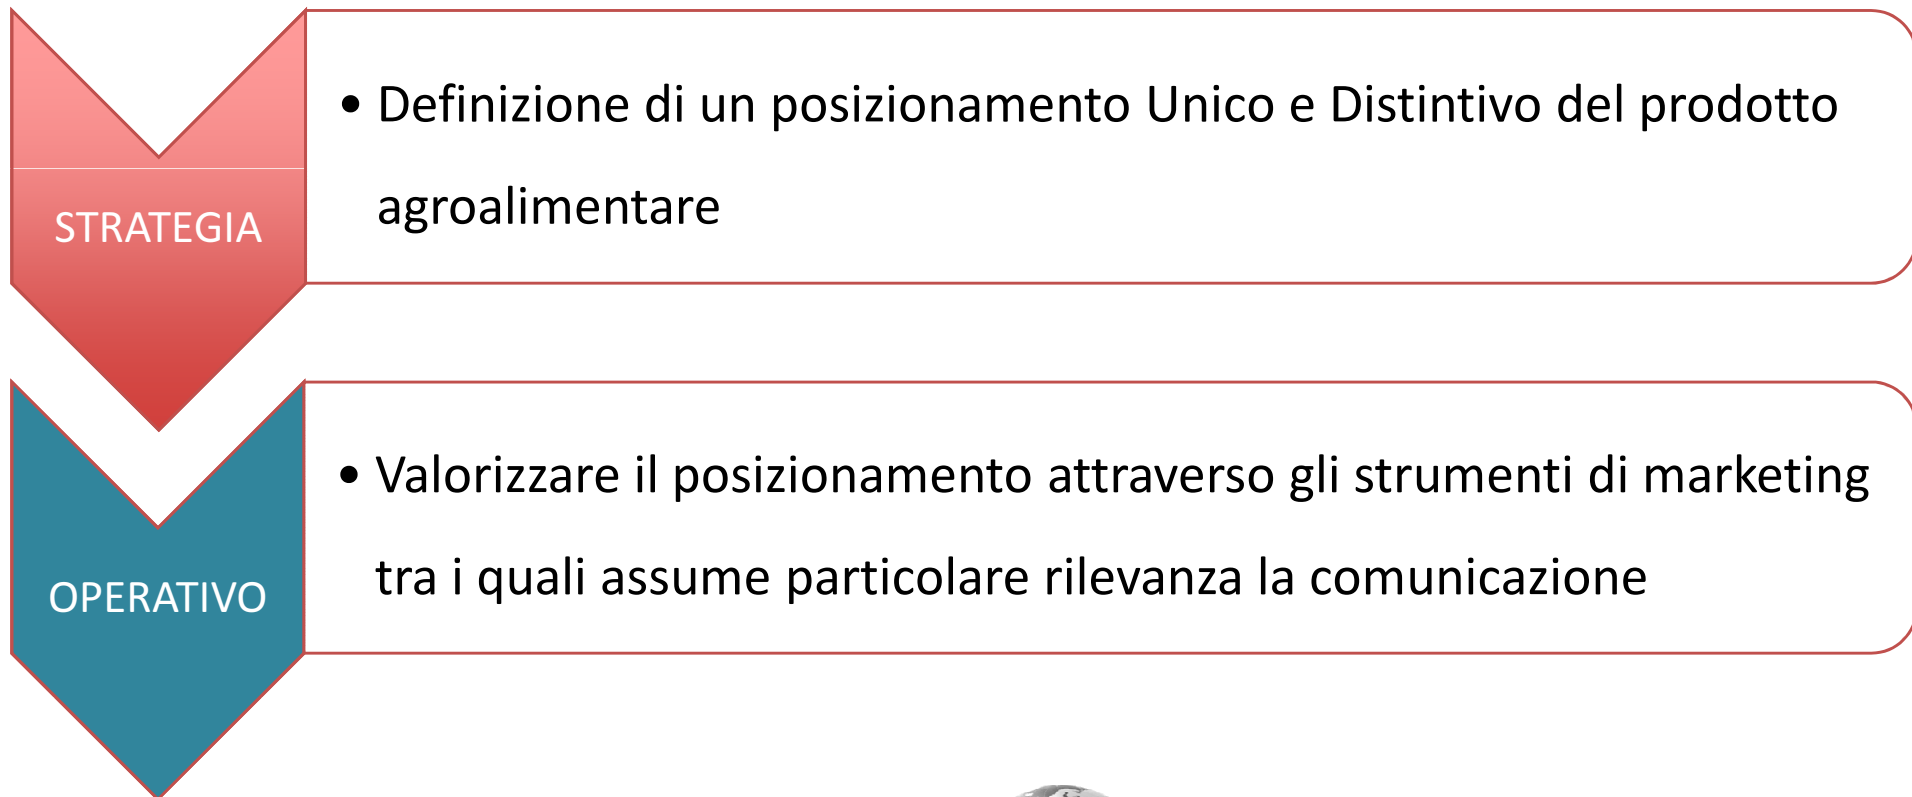 STRATEGIA
• Definizione di un posizionamento Unico e Distintivo del prodotto
agroalimentare
OPERATIVO
• Valorizzare il posizionamento attraverso gli strumenti di marketing
tra i quali assume particolare rilevanza la comunicazione